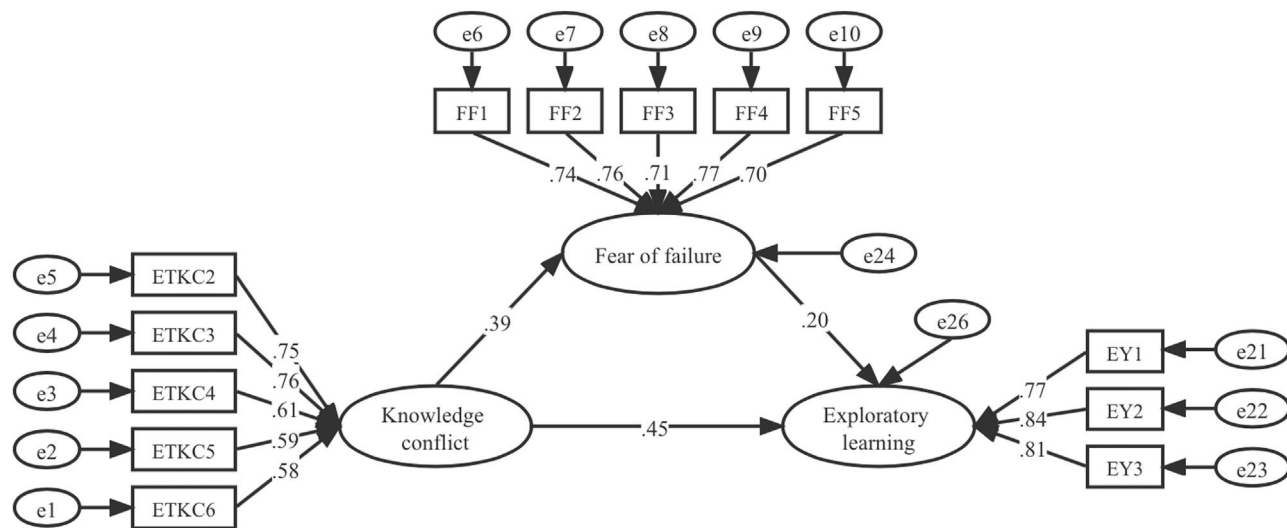 e6
e7
e8
e9
e10
FF1
FF2
FF3
FF4
FF5
.74
.76
.71
.77
.70
Fear of failure
e24
e5
ETKC2
e4
ETKC3
e3
ETKC4
e2
ETKC5
e1
ETKC6
.75
.76
.61
.59
.58
.39
.20
e26
Knowledge
conflict
.45
Exploratory
learning
.77
.84
.81
EY1
e21
EY2
e22
EY3
e23